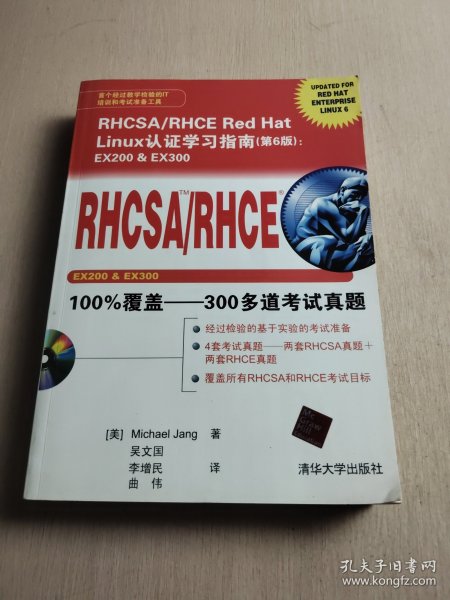 首个经过教学检验的IT
培训和考试准备工具
UPDATED FOR
RED HAT
ENTERPRISE
LINUX 6
RHCSA/RHCE Red Hat
Linux认证学习指南(第6版):
EX200 & EX300
RHCSA™/RHCE®
EX200 & EX300
100%覆盖——300多道考试真题
● 经过检验的基于实验的考试准备
● 4套考试真题——两套RHCSA真题＋
两套RHCE真题
● 覆盖所有RHCSA和RHCE考试目标
[美] Michael Jang 著
吴文国
李增民 译
曲 伟
Mc
Graw
Hill
清华大学出版社
孔夫子旧书网
www.kongfz.com